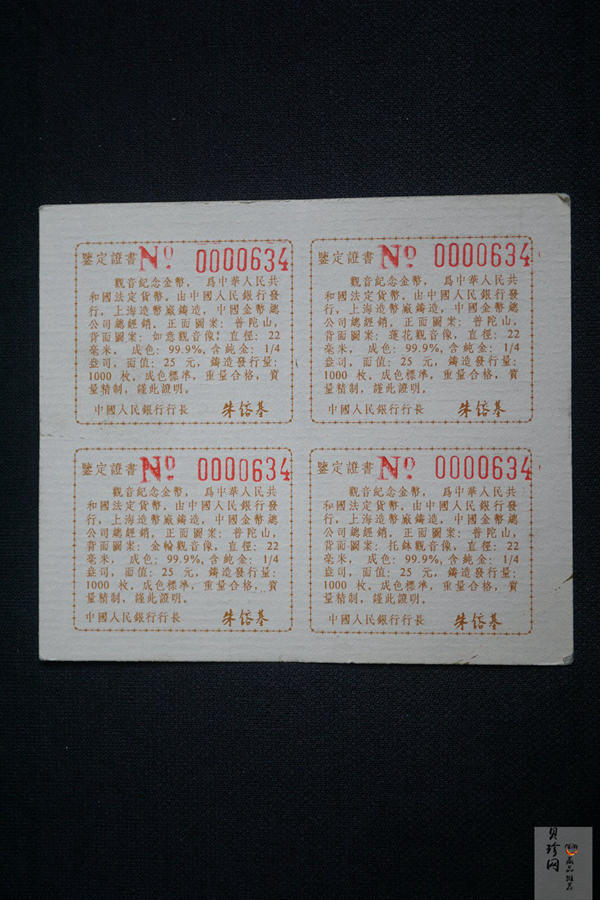 鑒定證書 Nº 0000634
觀音紀念金幣， 爲中華人民共
和國法定貨幣。由中國人民銀行發
行，上海造幣廠鑄造，中國金幣總
公司總經銷。正面圖案：普陀山，
背面圖案：如意觀音像，直徑：22
毫米， 成色：99.9%，含純金：1/4
盎司，面值：25 元，鑄造發行量：
1000 枚。成色標準，重量合格，質
量精制，謹此證明。
中國人民銀行行長 朱鎔基
鑒定證書 Nº 0000634
觀音紀念金幣， 爲中華人民共
和國法定貨幣。由中國人民銀行發
行，上海造幣廠鑄造，中國金幣總
公司總經銷。正面圖案：普陀山，
背面圖案：蓮花觀音像，直徑：22
毫米， 成色：99.9%，含純金：1/4
盎司，面值：25 元，鑄造發行量：
1000 枚。成色標準，重量合格，質
量精制，謹此證明。
中國人民銀行行長 朱鎔基
鑒定證書 Nº 0000634
觀音紀念金幣， 爲中華人民共
和國法定貨幣。由中國人民銀行發
行，上海造幣廠鑄造，中國金幣總
公司總經銷。正面圖案：普陀山，
背面圖案：金輪觀音像，直徑：22
毫米， 成色：99.9%，含純金：1/4
盎司，面值：25 元，鑄造發行量：
1000 枚。成色標準，重量合格，質
量精制，謹此證明。
中國人民銀行行長 朱鎔基
鑒定證書 Nº 0000634
觀音紀念金幣， 爲中華人民共
和國法定貨幣。由中國人民銀行發
行，上海造幣廠鑄造，中國金幣總
公司總經銷。正面圖案：普陀山，
背面圖案：托鉢觀音像，直徑：22
毫米， 成色：99.9%，含純金：1/4
盎司，面值：25 元，鑄造發行量：
1000 枚。成色標準，重量合格，質
量精制，謹此證明。
中國人民銀行行長 朱鎔基
貝珍网
藏品推荐